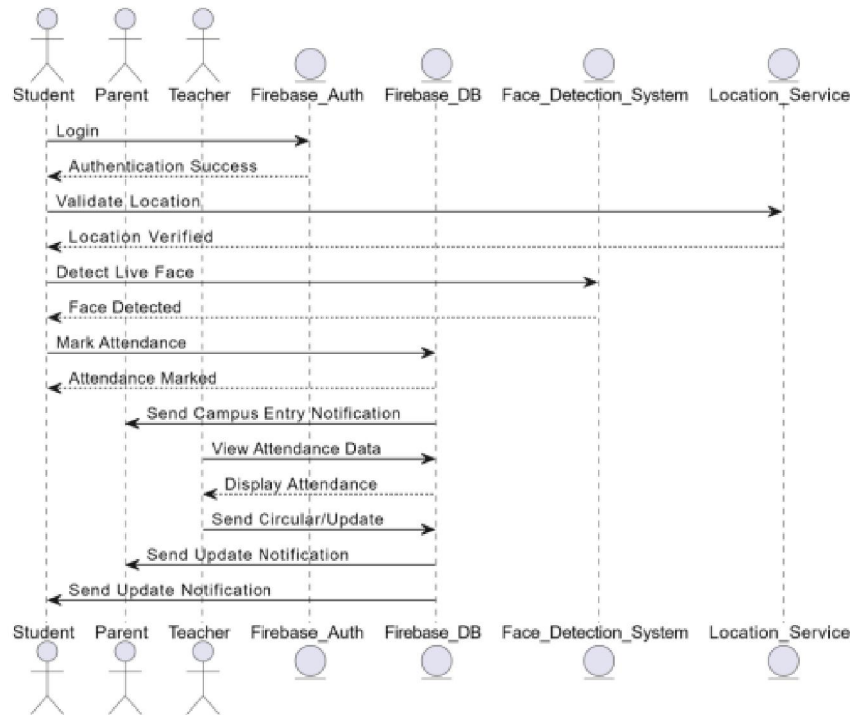 Student Parent Teacher Firebase_Auth Firebase_DB Face_Detection_System Location_Service
Login
Authentication Success
Validate Location
Location Verified
Detect Live Face
Face Detected
Mark Attendance
Attendance Marked
Send Campus Entry Notification
View Attendance Data
Display Attendance
Send Circular/Update
Send Update Notification
Send Update Notification
Student Parent Teacher Firebase_Auth Firebase_DB Face_Detection_System Location_Service